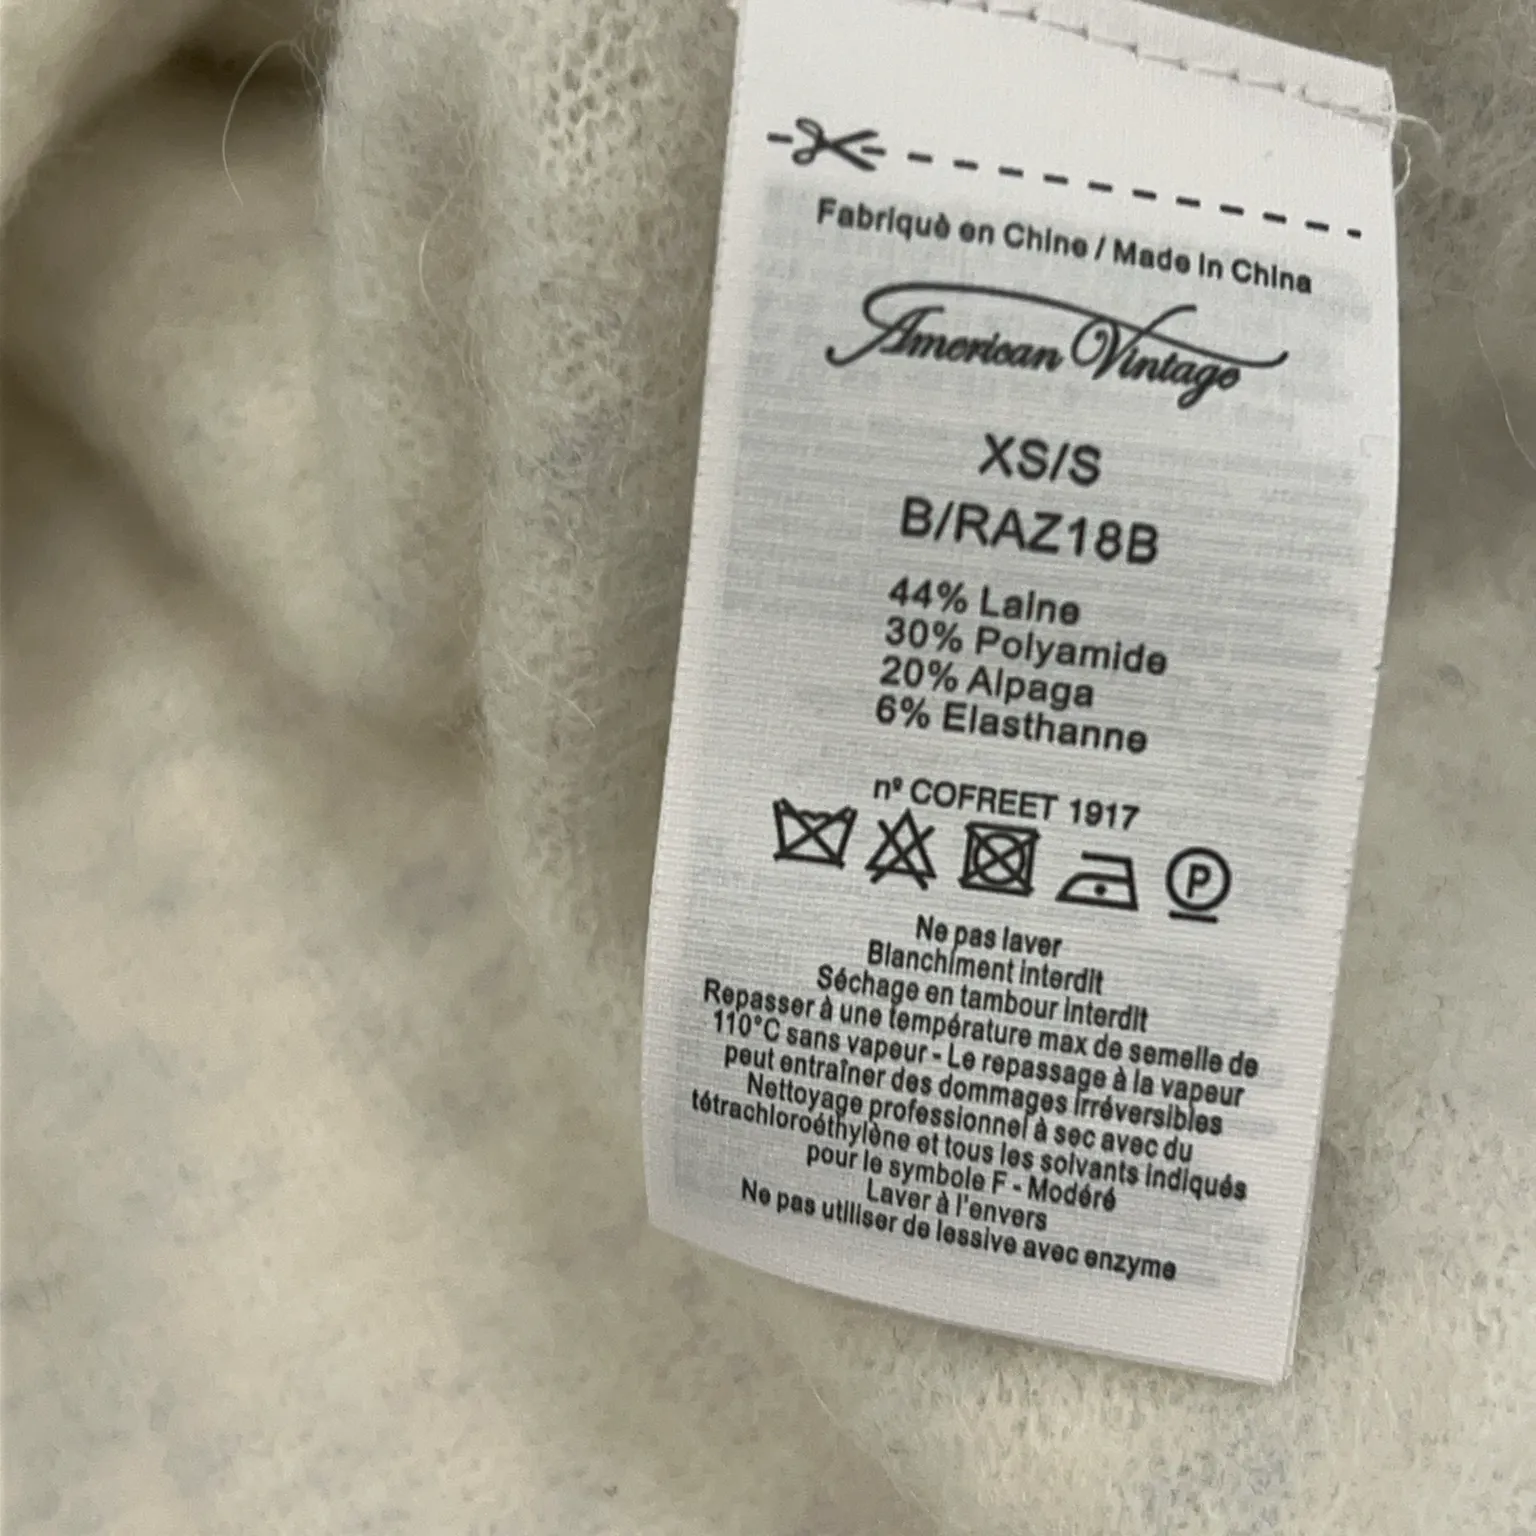 Fabriquè en Chine / Made in China
American Vintage
XS/S
B/RAZ18B
44% Laine
30% Polyamide
20% Alpaga
6% Elasthanne
nº COFREET 1917
P
Ne pas laver
Blanchiment interdit
Séchage en tambour interdit
Repasser à une température max de semelle de
110°C sans vapeur - Le repassage à la vapeur
peut entraîner des dommages irréversibles
Nettoyage professionnel à sec avec du
tétrachloroéthylène et tous les solvants indiqués
pour le symbole F - Modéré
Laver à l'envers
Ne pas utiliser de lessive avec enzyme